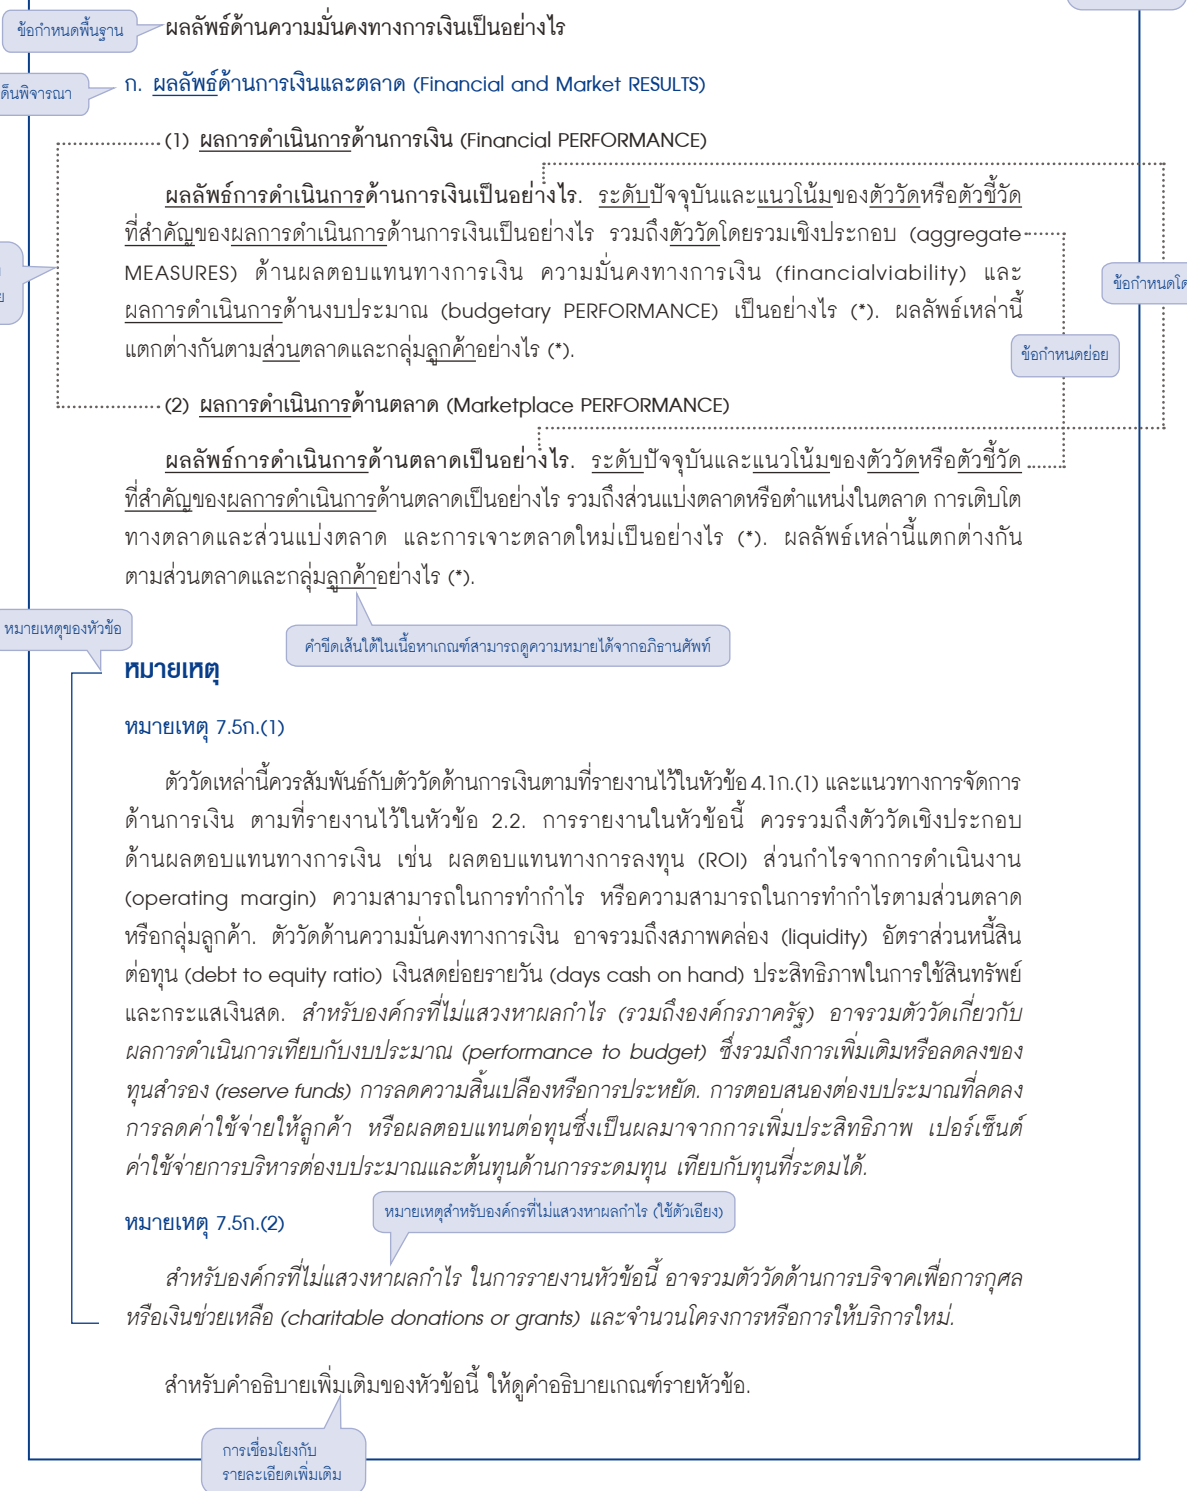 ข้อกำหนดพื้นฐาน
ผลลัพธ์ด้านความมั่นคงทางการเงินเป็นอย่างไร
ด็นพิจารณา
ก. ผลลัพธ์ด้านการเงินและตลาด (Financial and Market RESULTS)
(1) ผลการดำเนินการด้านการเงิน (Financial PERFORMANCE)
ผลลัพธ์การดำเนินการด้านการเงินเป็นอย่างไร. ระดับปัจจุบันและแนวโน้มของตัววัดหรือตัวชี้วัด
ที่สำคัญของผลการดำเนินการด้านการเงินเป็นอย่างไร รวมถึงตัววัดโดยรวมเชิงประกอบ (aggregate
MEASURES) ด้านผลตอบแทนทางการเงิน ความมั่นคงทางการเงิน (financialviability) และ
ข้อกำหนดโด
ผลการดำเนินการด้านงบประมาณ (budgetary PERFORMANCE) เป็นอย่างไร (*). ผลลัพธ์เหล่านี้
แตกต่างกันตามส่วนตลาดและกลุ่มลูกค้าอย่างไร (*).
ข้อกำหนดย่อย
(2) ผลการดำเนินการด้านตลาด (Marketplace PERFORMANCE)
ผลลัพธ์การดำเนินการด้านตลาดเป็นอย่างไร. ระดับปัจจุบันและแนวโน้มของตัววัดหรือตัวชี้วัด
ที่สำคัญของผลการดำเนินการด้านตลาดเป็นอย่างไร รวมถึงส่วนแบ่งตลาดหรือตำแหน่งในตลาด การเติบโต
ทางตลาดและส่วนแบ่งตลาด และการเจาะตลาดใหม่เป็นอย่างไร (*). ผลลัพธ์เหล่านี้แตกต่างกัน
ตามส่วนตลาดและกลุ่มลูกค้าอย่างไร (*).
หมายเหตุของหัวข้อ
คำขีดเส้นใต้ในเนื้อหาเกณฑ์สามารถดูความหมายได้จากอภิธานศัพท์
หมายเหตุ
หมายเหตุ 7.5ก.(1)
ตัววัดเหล่านี้ควรสัมพันธ์กับตัววัดด้านการเงินตามที่รายงานไว้ในหัวข้อ 4.1ก.(1) และแนวทางการจัดการ
ด้านการเงิน ตามที่รายงานไว้ในหัวข้อ 2.2. การรายงานในหัวข้อนี้ ควรรวมถึงตัววัดเชิงประกอบ
ด้านผลตอบแทนทางการเงิน เช่น ผลตอบแทนทางการลงทุน (ROI) ส่วนกำไรจากการดำเนินงาน
(operating margin) ความสามารถในการทำกำไร หรือความสามารถในการทำกำไรตามส่วนตลาด
หรือกลุ่มลูกค้า. ตัววัดด้านความมั่นคงทางการเงิน อาจรวมถึงสภาพคล่อง (liquidity) อัตราส่วนหนี้สิน
ต่อทุน (debt to equity ratio) เงินสดย่อยรายวัน (days cash on hand) ประสิทธิภาพในการใช้สินทรัพย์
และกระแสเงินสด. สำหรับองค์กรที่ไม่แสวงหาผลกำไร (รวมถึงองค์กรภาครัฐ) อาจรวมตัววัดเกี่ยวกับ
ผลการดำเนินการเทียบกับงบประมาณ (performance to budget) ซึ่งรวมถึงการเพิ่มเติมหรือลดลงของ
ทุนสำรอง (reserve funds) การลดความสิ้นเปลืองหรือการประหยัด. การตอบสนองต่องบประมาณที่ลดลง
การลดค่าใช้จ่ายให้ลูกค้า หรือผลตอบแทนต่อทุนซึ่งเป็นผลมาจากการเพิ่มประสิทธิภาพ เปอร์เซ็นต์
ค่าใช้จ่ายการบริหารต่องบประมาณและต้นทุนด้านการระดมทุน เทียบกับทุนที่ระดมได้.
หมายเหตุ 7.5ก.(2)
หมายเหตุสำหรับองค์กรที่ไม่แสวงหาผลกำไร (ใช้ตัวเอียง)
สำหรับองค์กรที่ไม่แสวงหาผลกำไร ในการรายงานหัวข้อนี้ อาจรวมตัววัดด้านการบริจาคเพื่อการกุศล
หรือเงินช่วยเหลือ (charitable donations or grants) และจำนวนโครงการหรือการให้บริการใหม่.
สำหรับคำอธิบายเพิ่มเติมของหัวข้อนี้ ให้ดูคำอธิบายเกณฑ์รายหัวข้อ.
การเชื่อมโยงกับ
รายละเอียดเพิ่มเติม